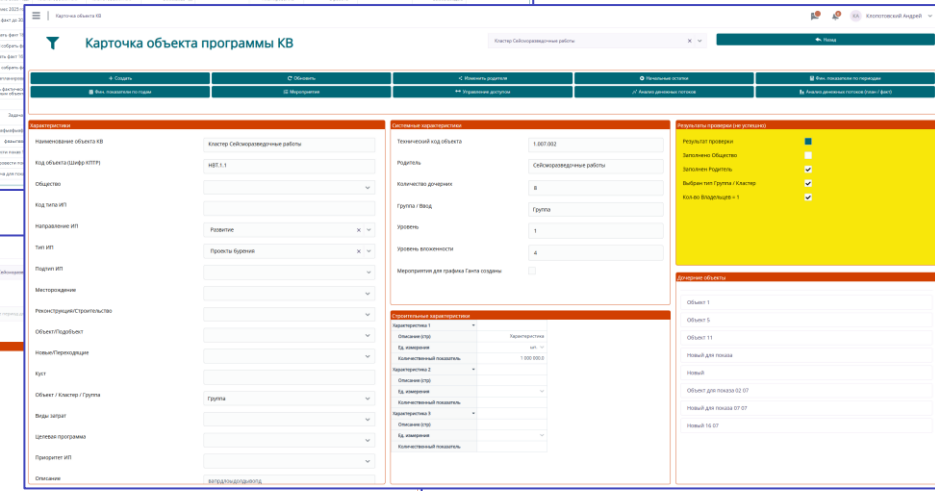 Карточка объекта КВ
Клопотовский Андрей
Карточка объекта программы КВ
Кластер Сейсморазведочные работы
Назад
Создать
Обновить
Изменить родителя
Начальные остатки
Фин. показатели по периодам
Фин. показатели по годам
Мероприятия
Управление доступом
Анализ денежных потоков
Анализ денежных потоков (план / факт)
Характеристики
Наименование объекта КВ
Кластер Сейсморазведочные работы
Код объекта (Шифр КПТР)
НВТ.1.1
Общество
Код типа ИП
Направление ИП
Развитие
Тип ИП
Проекты бурения
Подтип ИП
Месторождение
Реконструкция/Строительство
Объект/Подобъект
Новые/Переходящие
Куст
Объект / Кластер / Группа
Группа
Виды затрат
Целевая программа
Приоритет ИП
Описание
Системные характеристики
Технический код объекта
1.007.002
Родитель
Сейсморазведочные работы
Количество дочерних
8
Группа / Ввод
Группа
Уровень
1
Уровень вложенности
4
Мероприятия для графика Ганта созданы
Строительные характеристики
Характеристика 1
Описание (стр)
Характеристика
Ед. измерения
шт.
Количественный показатель
1 000 000,0
Характеристика 2
Описание (стр)
Ед. измерения
Количественный показатель
Характеристика 3
Описание (стр)
Ед. измерения
Количественный показатель
Результаты проверки (не успешно)
Результат проверки
Заполнено Общество
Заполнен Родитель
Выбран тип Группа / Кластер
Кол-во Владельцев = 1
Дочерние объекты
Объект 1
Объект 5
Объект 11
Новый для показа
Новый
Объект для показа 02 07
Новый для показа 07 07
Новый 16 07